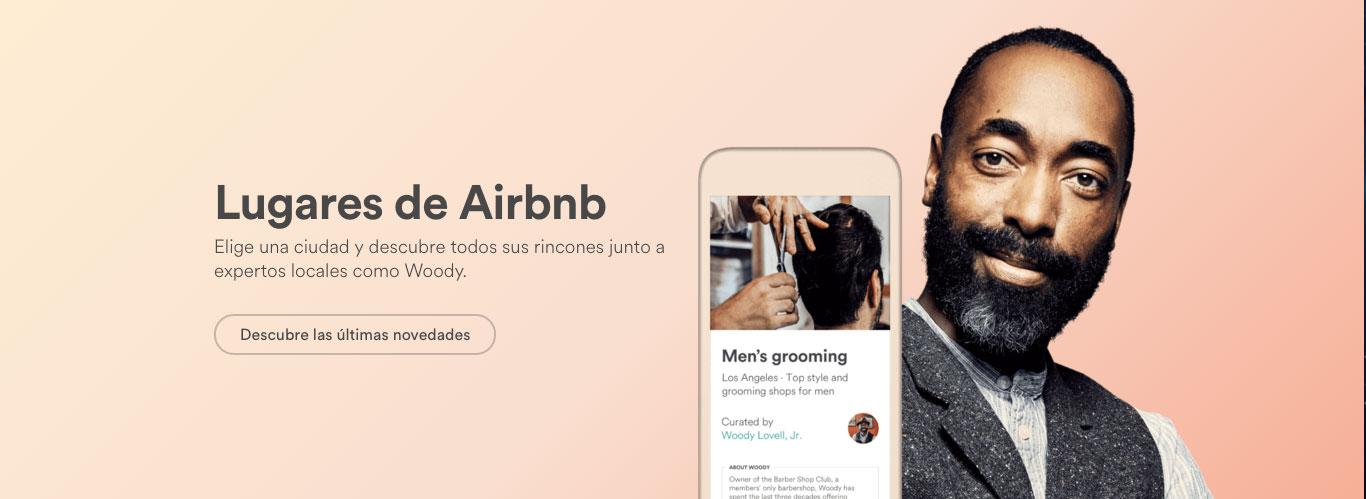 Lugares de Airbnb
Elige una ciudad y descubre todos sus rincones junto a
expertos locales como Woody.
Descubre las últimas novedades
Men’s grooming
Los Angeles · Top style and
grooming shops for men
Curated by
Woody Lovell, Jr.
ABOUT WOODY
Owner of the Barber Shop Club, a
members' only barbershop, Woody has
spent the last three decades offering